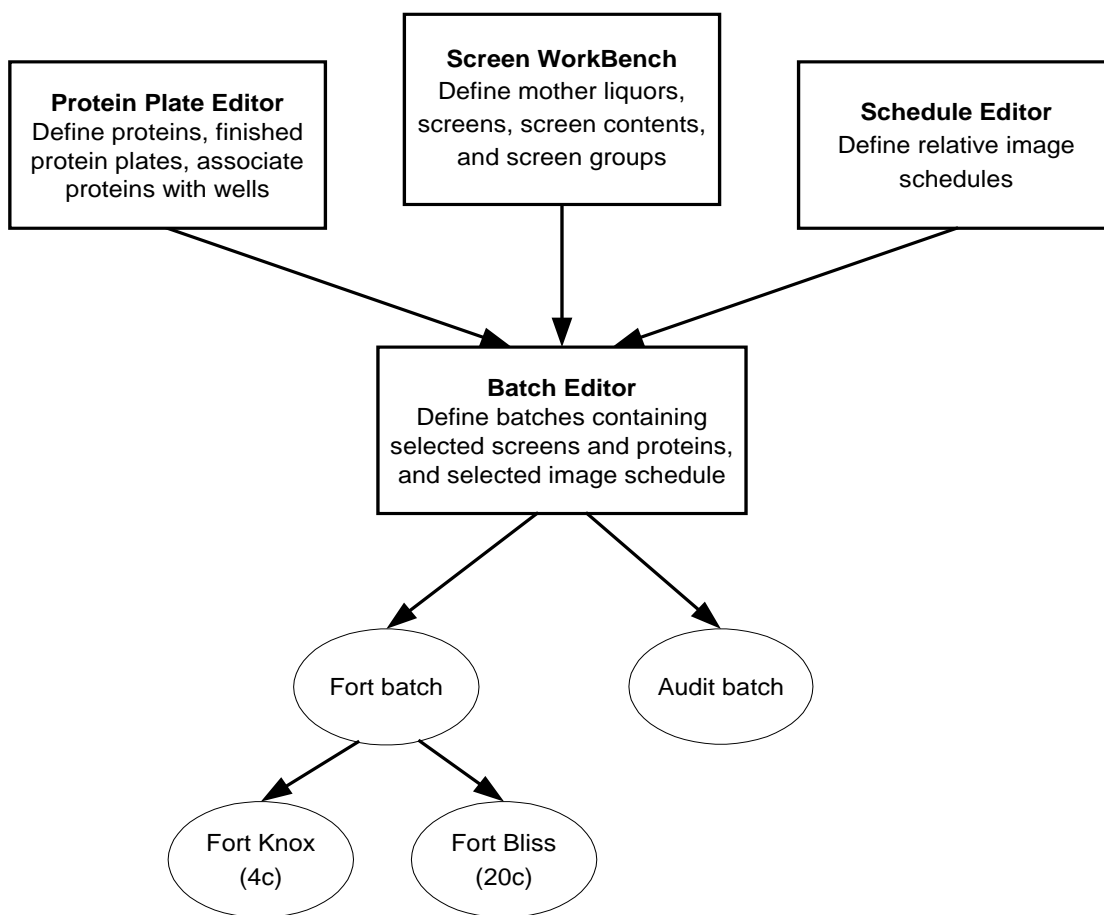 Protein Plate Editor
Define proteins, finished
protein plates, associate
proteins with wells
Screen WorkBench
Define mother liquors,
screens, screen contents,
and screen groups
Schedule Editor
Define relative image
schedules
Batch Editor
Define batches containing
selected screens and proteins,
and selected image schedule
Fort batch
Audit batch
Fort Knox
(4c)
Fort Bliss
(20c)